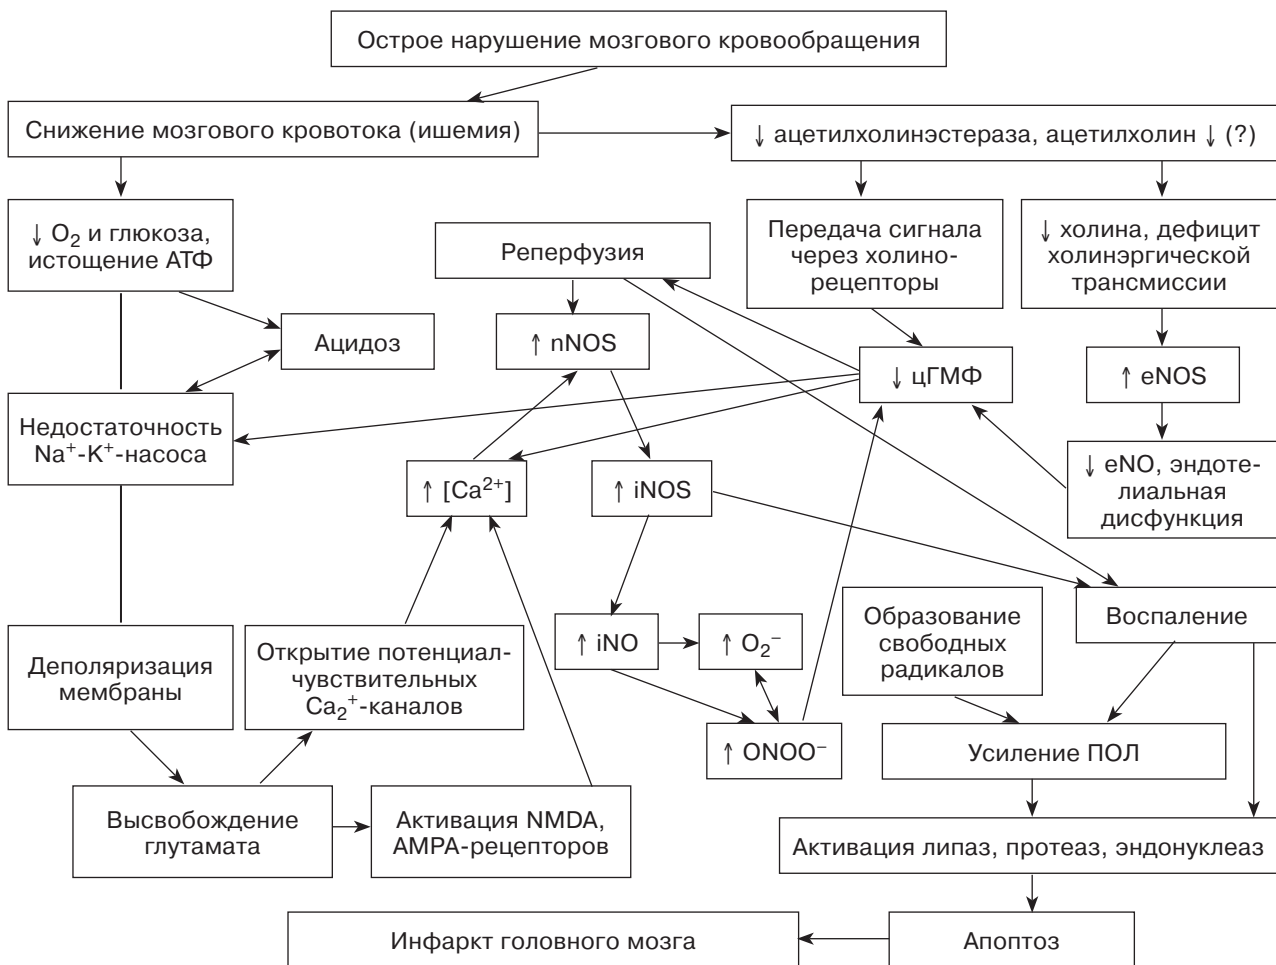 Острое нарушение мозгового кровообращения
Снижение мозгового кровотока (ишемия)
↓ ацетилхолинэстераза, ацетилхолин ↓ (?)
↓ O₂ и глюкоза,
истощение АТФ
Реперфузия
Передача сигнала
через холино-
рецепторы
↓ холина, дефицит
холинэргической
трансмиссии
Ацидоз
↑ nNOS
↓ цГМФ
↑ eNOS
Недостаточность
Na⁺-K⁺-насоса
↑ [Ca²⁺]
↑ iNOS
↓ eNO, эндоте-
лиальная
дисфункция
Деполяризация
мембраны
Открытие потенциал-
чувствительных
Ca₂⁺-каналов
↑ iNO
↑ O₂⁻
Образование
свободных
радикалов
Воспаление
↑ ONOO⁻
Усиление ПОЛ
Высвобождение
глутамата
Активация NMDA,
AMPA-рецепторов
Активация липаз, протеаз, эндонуклеаз
Инфаркт головного мозга
Апоптоз